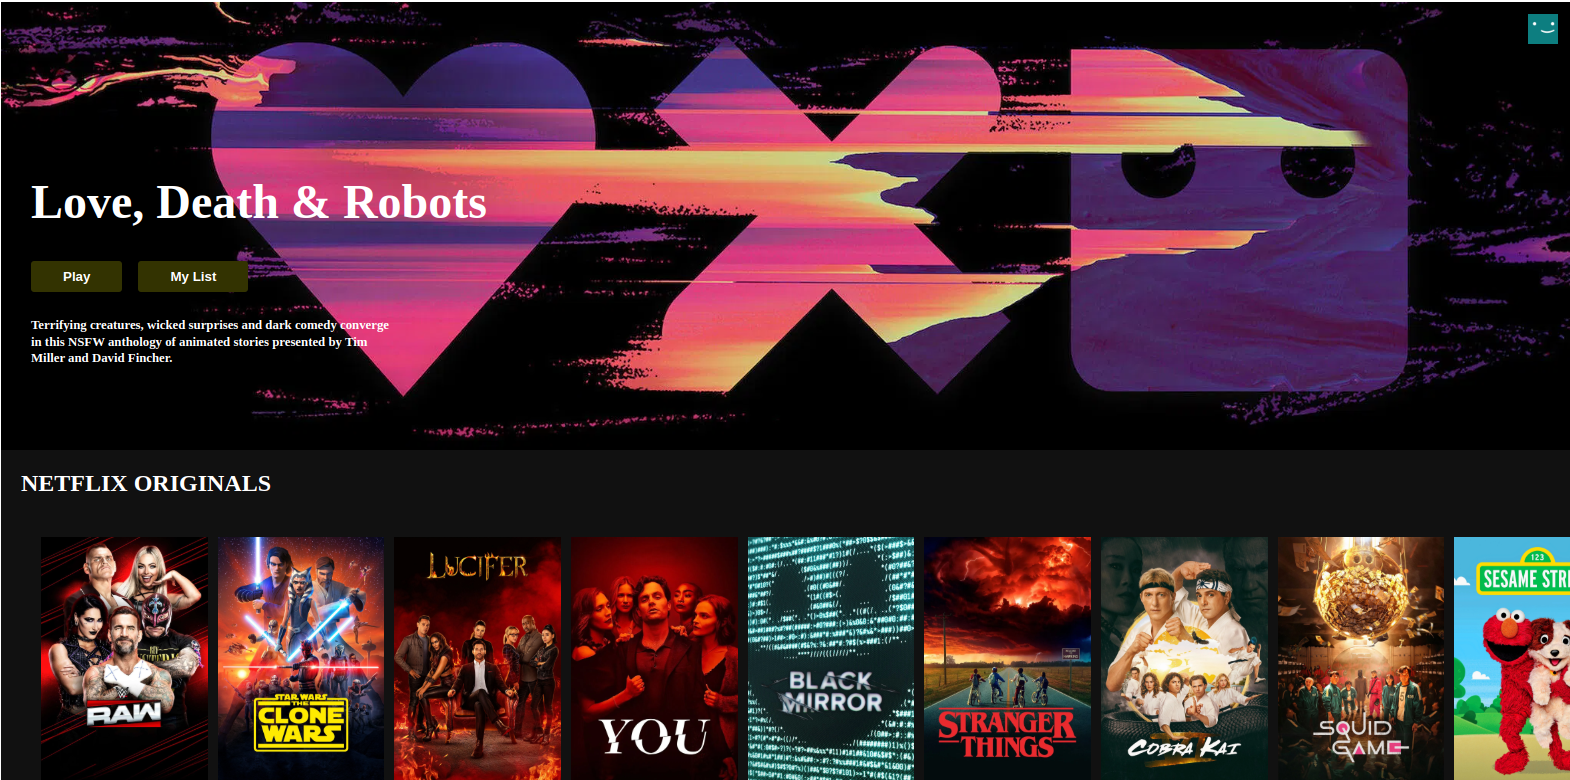 Love, Death & Robots
Play
My List
Terrifying creatures, wicked surprises and dark comedy converge
in this NSFW anthology of animated stories presented by Tim
Miller and David Fincher.
NETFLIX ORIGINALS
RAW
STAR WARS
THE
CLONE
WARS
LUCIFER
YOU
BLACK
MIRROR
STRANGER
THINGS
COBRA KAI
SQUID
GAME
123
SESAME STR